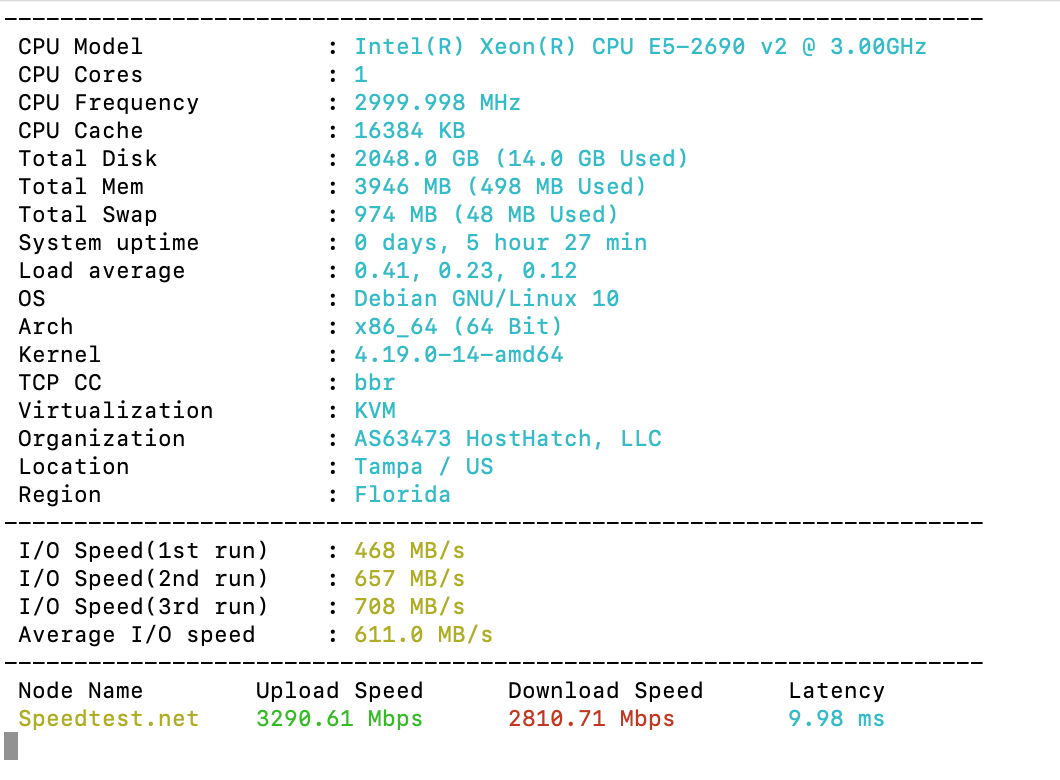 ----------------------------------------------------------------------
CPU Model : Intel(R) Xeon(R) CPU E5-2690 v2 @ 3.00GHz
CPU Cores : 1
CPU Frequency : 2999.998 MHz
CPU Cache : 16384 KB
Total Disk : 2048.0 GB (14.0 GB Used)
Total Mem : 3946 MB (498 MB Used)
Total Swap : 974 MB (48 MB Used)
System uptime : 0 days, 5 hour 27 min
Load average : 0.41, 0.23, 0.12
OS : Debian GNU/Linux 10
Arch : x86_64 (64 Bit)
Kernel : 4.19.0-14-amd64
TCP CC : bbr
Virtualization : KVM
Organization : AS63473 HostHatch, LLC
Location : Tampa / US
Region : Florida
----------------------------------------------------------------------
I/O Speed(1st run) : 468 MB/s
I/O Speed(2nd run) : 657 MB/s
I/O Speed(3rd run) : 708 MB/s
Average I/O speed : 611.0 MB/s
----------------------------------------------------------------------
Node Name Upload Speed Download Speed Latency
Speedtest.net 3290.61 Mbps 2810.71 Mbps 9.98 ms